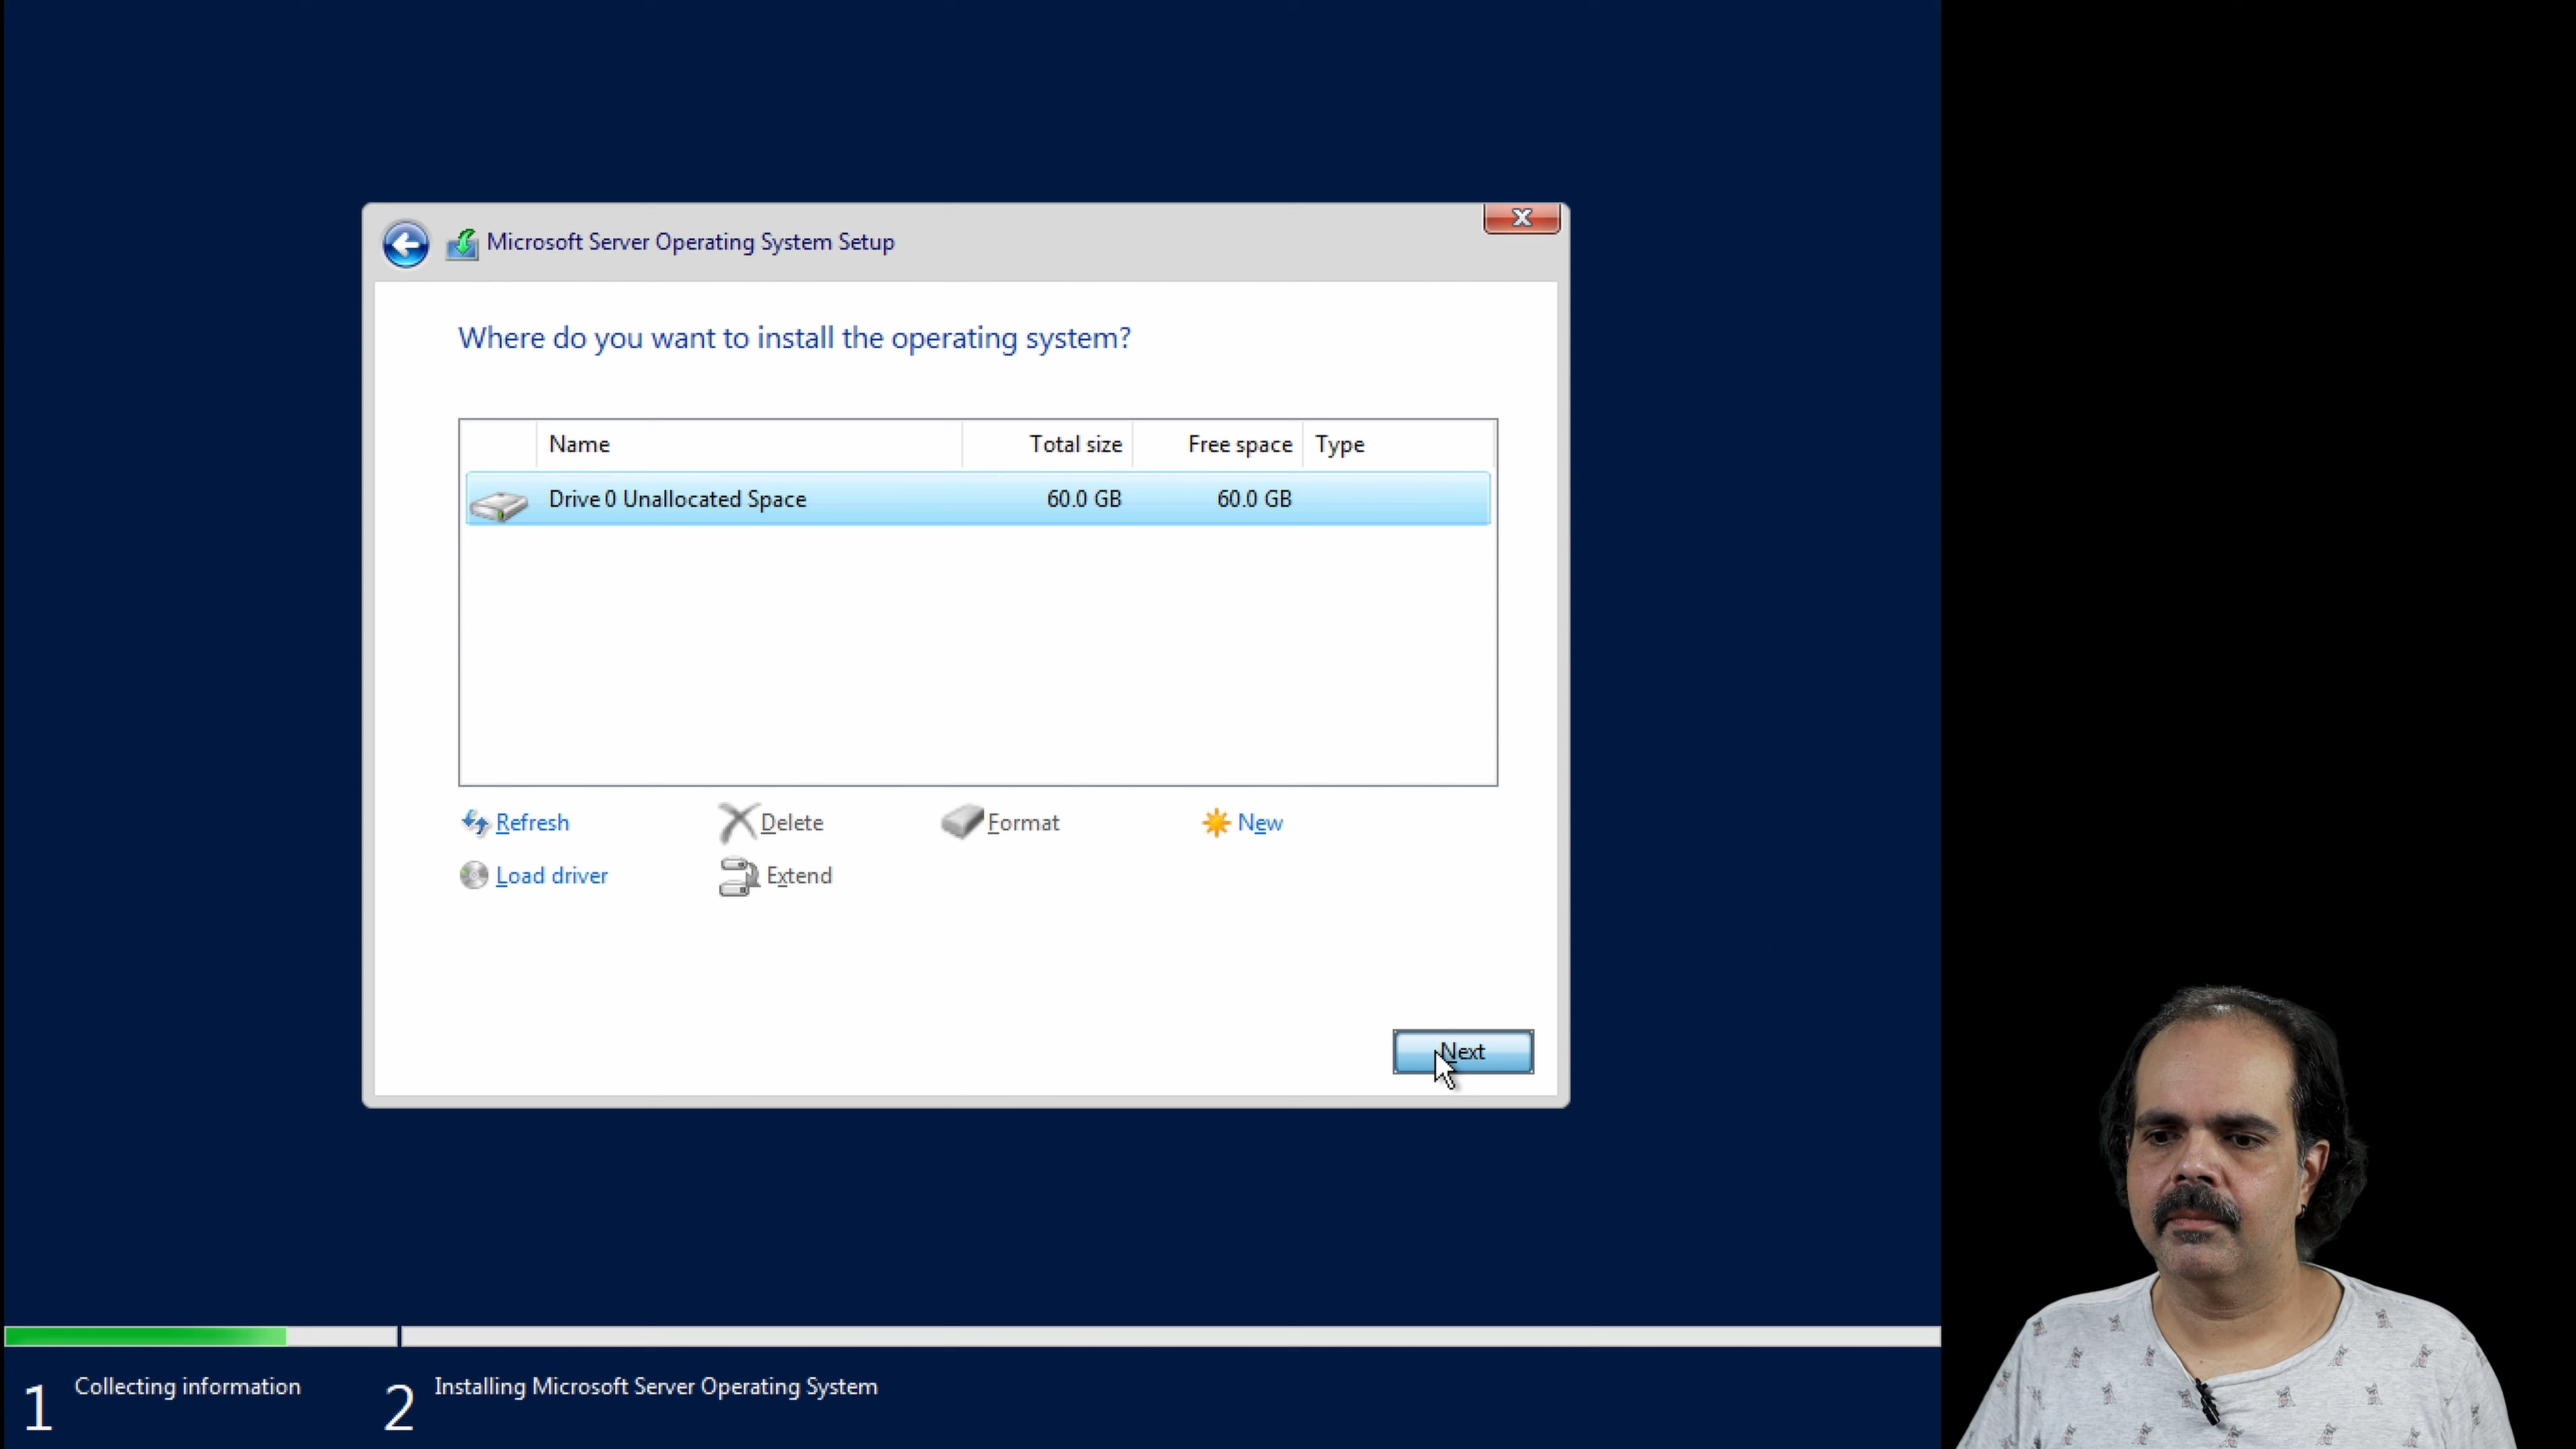 Microsoft Server Operating System Setup
Where do you want to install the operating system?
Name Total size Free space Type
Drive 0 Unallocated Space 60.0 GB 60.0 GB
Refresh Delete Format New
Load driver Extend
Next
1 Collecting information 2 Installing Microsoft Server Operating System